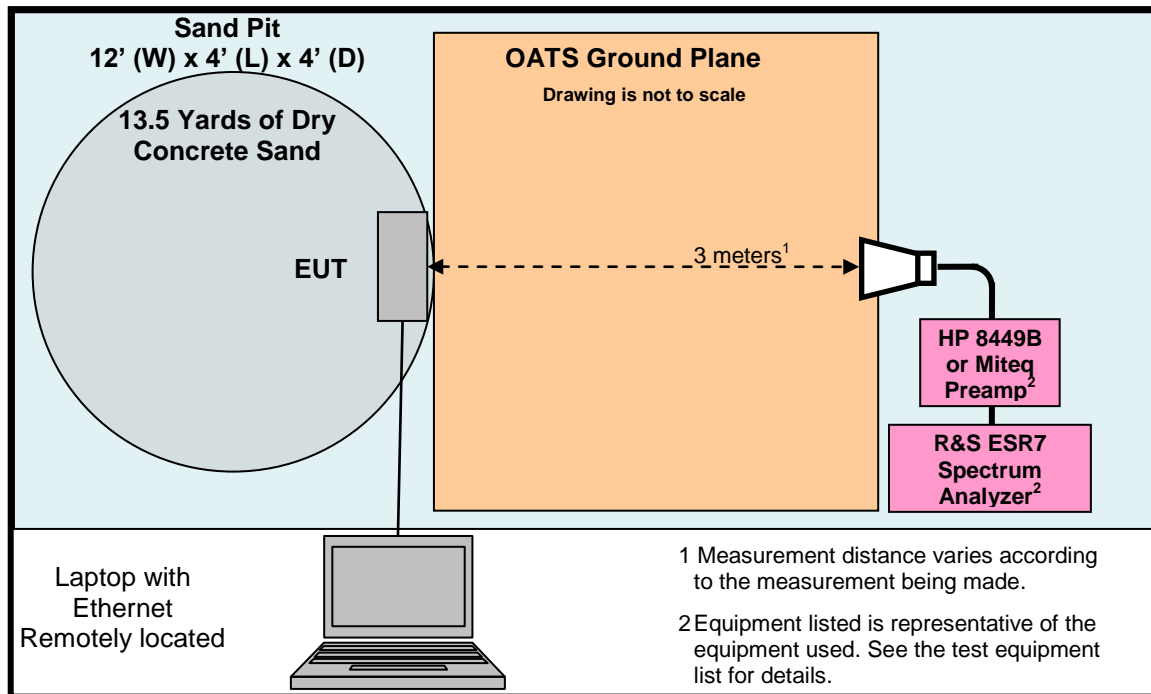 Sand Pit
12’ (W) x 4’ (L) x 4’ (D)
13.5 Yards of Dry
Concrete Sand
EUT
OATS Ground Plane
Drawing is not to scale
3 meters¹
HP 8449B
or Miteq
Preamp²
R&S ESR7
Spectrum
Analyzer²
Laptop with
Ethernet
Remotely located
1 Measurement distance varies according
to the measurement being made.
2 Equipment listed is representative of the
equipment used. See the test equipment
list for details.